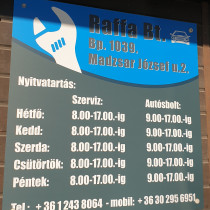 Raffa Bt.
Bp. 1039.
Madzsar József u.2.
Nyitvatartás:
Szerviz: Autósbolt:
Hétfő: 8.00-17.00.-ig 9.00-17.00.-ig
Kedd: 8.00-17.00.-ig 9.00-17.00.-ig
Szerda: 8.00-17.00.-ig 9.00-17.00.-ig
Csütörtök: 8.00-17.00.-ig 9.00-17.00.-ig
Péntek: 8.00-17.00.-ig 9.00-17.00.-ig
Tel.: +36 1 243 8064 - mobil: +36 30 295 6951